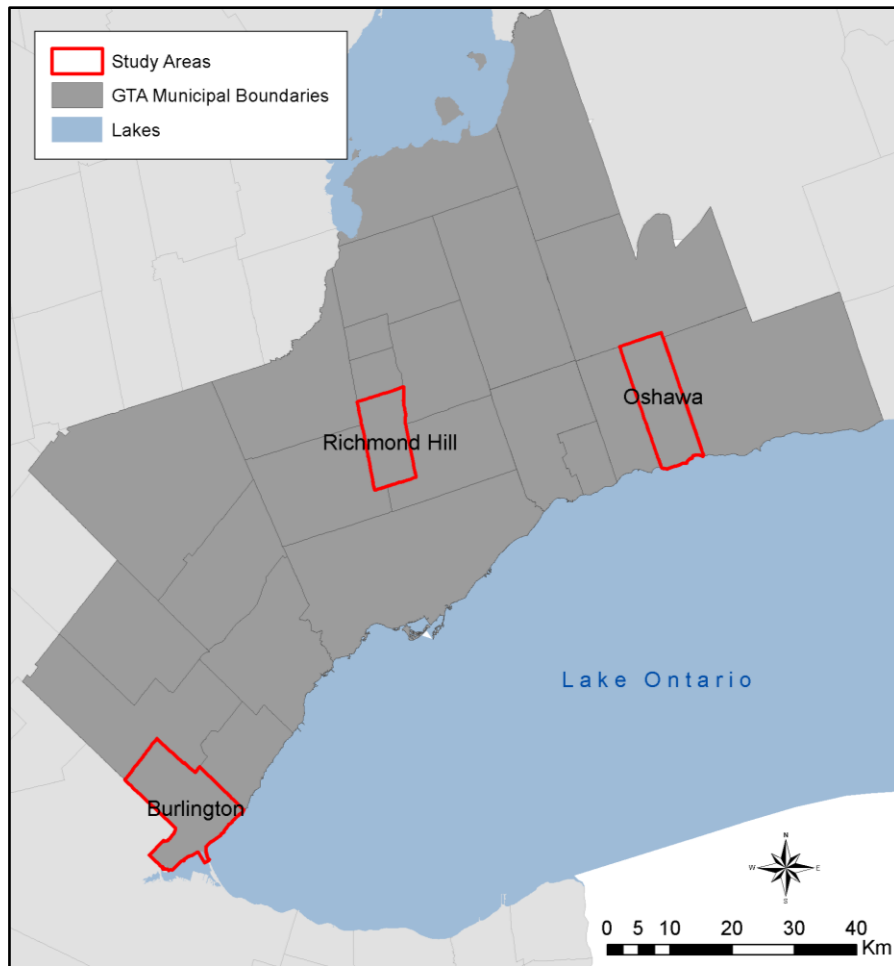 Study Areas
GTA Municipal Boundaries
Lakes
Oshawa
Richmond Hill
Lake Ontario
Burlington
N
W E
S
0 5 10 20 30 40
Km